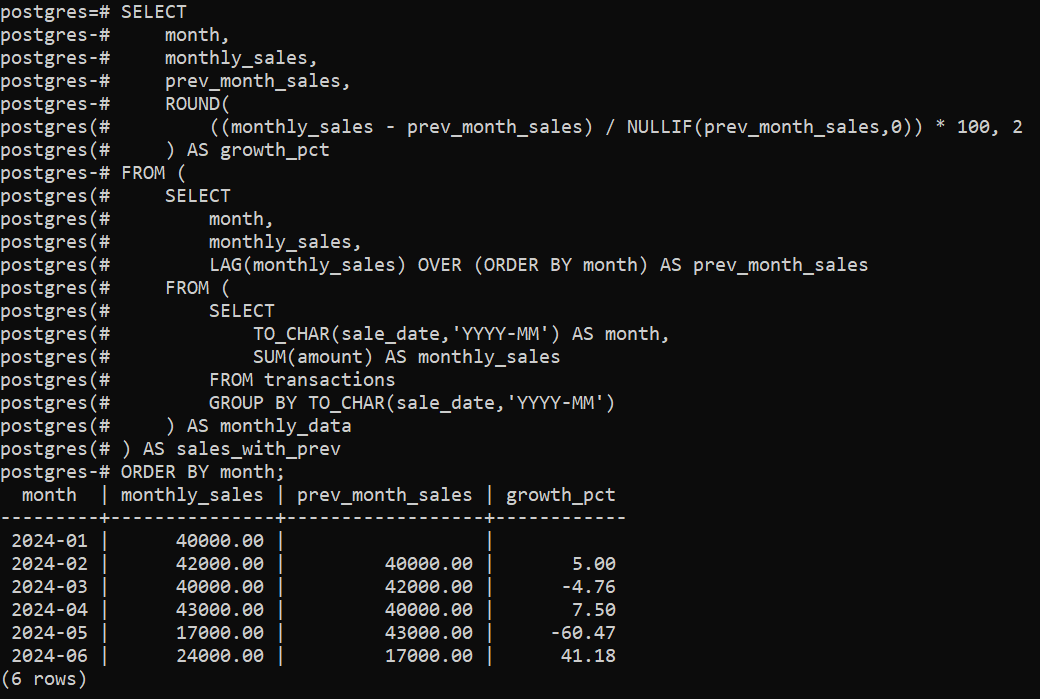 postgres=# SELECT
postgres-#     month,
postgres-#     monthly_sales,
postgres-#     prev_month_sales,
postgres-#     ROUND(
postgres(#         ((monthly_sales - prev_month_sales) / NULLIF(prev_month_sales,0)) * 100, 2
postgres(#     ) AS growth_pct
postgres-# FROM (
postgres(#     SELECT
postgres(#         month,
postgres(#         monthly_sales,
postgres(#         LAG(monthly_sales) OVER (ORDER BY month) AS prev_month_sales
postgres(#     FROM (
postgres(#         SELECT
postgres(#             TO_CHAR(sale_date,'YYYY-MM') AS month,
postgres(#             SUM(amount) AS monthly_sales
postgres(#         FROM transactions
postgres(#         GROUP BY TO_CHAR(sale_date,'YYYY-MM')
postgres(#     ) AS monthly_data
postgres(# ) AS sales_with_prev
postgres-# ORDER BY month;
  month  | monthly_sales | prev_month_sales | growth_pct
---------+---------------+------------------+------------
 2024-01 |      40000.00 |                  |
 2024-02 |      42000.00 |         40000.00 |       5.00
 2024-03 |      40000.00 |         42000.00 |      -4.76
 2024-04 |      43000.00 |         40000.00 |       7.50
 2024-05 |      17000.00 |         43000.00 |     -60.47
 2024-06 |      24000.00 |         17000.00 |      41.18
(6 rows)